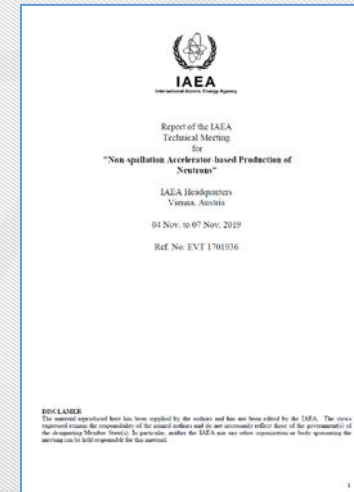 IAEA
International Atomic Energy Agency
Report of the IAEA
Technical Meeting
for
"Non-spallation Accelerator-based Production of
Neutrons"
IAEA Headquarters
Vienna, Austria
04 Nov. to 07 Nov. 2019
Ref. No: EVT 1701936
DISCLAIMER
The material reproduced here has been supplied by the authors and has not been edited by the IAEA. The views
expressed remain the responsibility of the named authors and do not necessarily reflect those of the government(s) of
the designating Member State(s). In particular, neither the IAEA nor any other organization or body sponsoring the
meeting can be held responsible for this material.
1